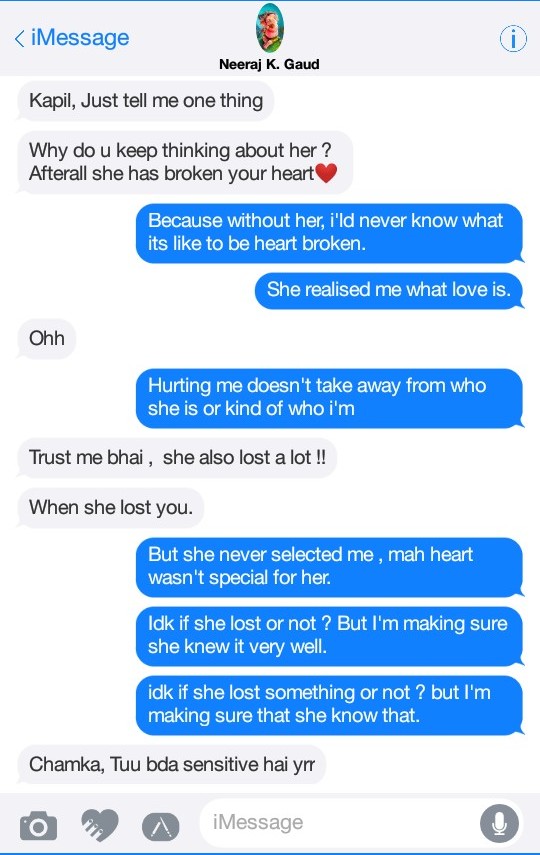 iMessage
Neeraj K. Gaud
Kapil, Just tell me one thing
Why do u keep thinking about her ?
Afterall she has broken your heart❤️
Because without her, i'ld never know what
its like to be heart broken.
She realised me what love is.
Ohh
Hurting me doesn't take away from who
she is or kind of who i'm
Trust me bhai ,  she also lost a lot !!
When she lost you.
But she never selected me , mah heart
wasn't special for her.
Idk if she lost or not ? But I'm making sure
she knew it very well.
idk if she lost something or not ? but I'm
making sure that she know that.
Chamka, Tuu bda sensitive hai yrr
iMessage